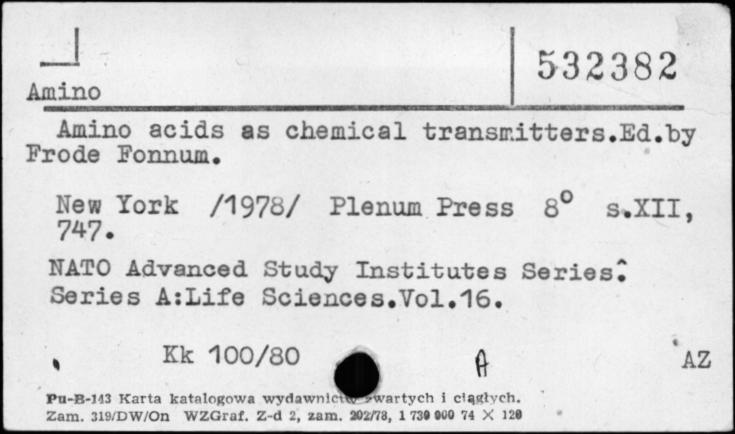 532382
Amino
Amino acids as chemical transmitters.Ed.by
Frode Fonnum.
New York /1978/ Plenum Press 8° s.XII,
747.
NATO Advanced Study Institutes Series.
Series A:Life Sciences.Vol.16.
Kk 100/80 A AZ
Pu-B-143 Karta katalogowa wydawnictw zwartych i ciągłych.
Zam. 319/DW/On WZGraf. Z-d 2, zam. 202/78, 1 730 000 74 X 120